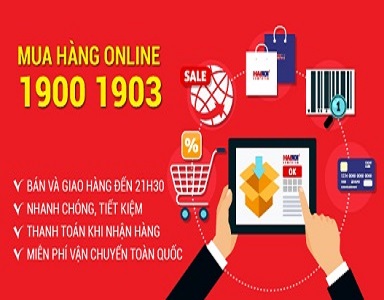 MUA HÀNG ONLINE
1900 1903
BÁN VÀ GIAO HÀNG ĐẾN 21H30
NHANH CHÓNG, TIẾT KIỆM
THANH TOÁN KHI NHẬN HÀNG
MIỄN PHÍ VẬN CHUYỂN TOÀN QUỐC
SALE
%
1
OK